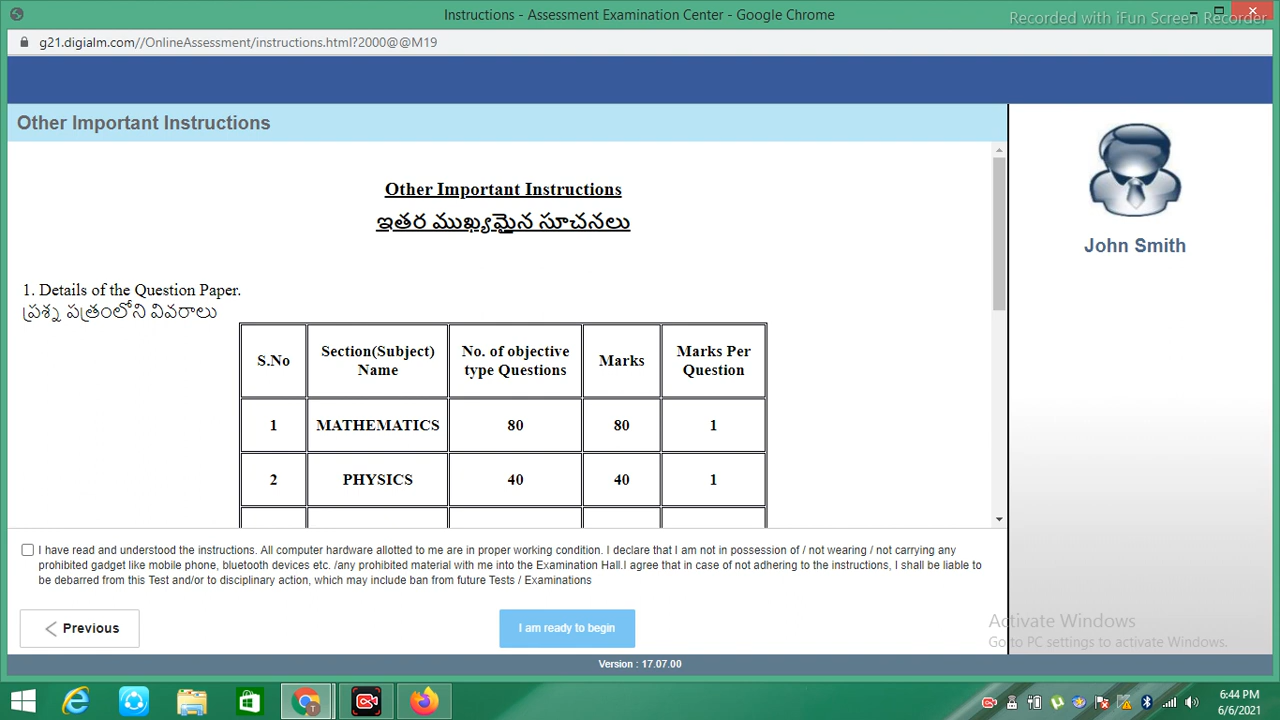 Instructions - Assessment Examination Center - Google Chrome
Recorded with iFun Screen Recorder
g21.digialm.com//OnlineAssessment/instructions.html?2000@@M19
Other Important Instructions
Other Important Instructions
ఇతర ముఖ్యమైన సూచనలు
1. Details of the Question Paper.
ప్రశ్న పత్రంలోని వివరాలు
S.No Section(Subject) Name No. of objective type Questions Marks Marks Per Question
1 MATHEMATICS 80 80 1
2 PHYSICS 40 40 1
John Smith
I have read and understood the instructions. All computer hardware allotted to me are in proper working condition. I declare that I am not in possession of / not wearing / not carrying any
prohibited gadget like mobile phone, bluetooth devices etc. /any prohibited material with me into the Examination Hall.I agree that in case of not adhering to the instructions, I shall be liable to
be debarred from this Test and/or to disciplinary action, which may include ban from future Tests / Examinations
Previous
I am ready to begin
Activate Windows
Go to PC settings to activate Windows.
Version : 17.07.00
T
6:44 PM
6/6/2021